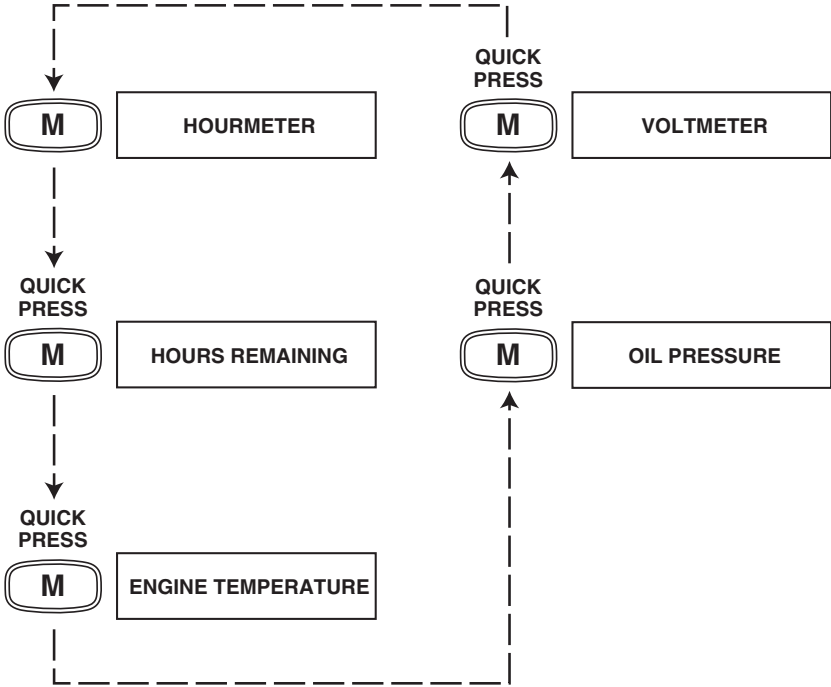 M
HOURMETER
QUICK
PRESS
M
HOURS REMAINING
QUICK
PRESS
M
ENGINE TEMPERATURE
QUICK
PRESS
M
OIL PRESSURE
QUICK
PRESS
M
VOLTMETER